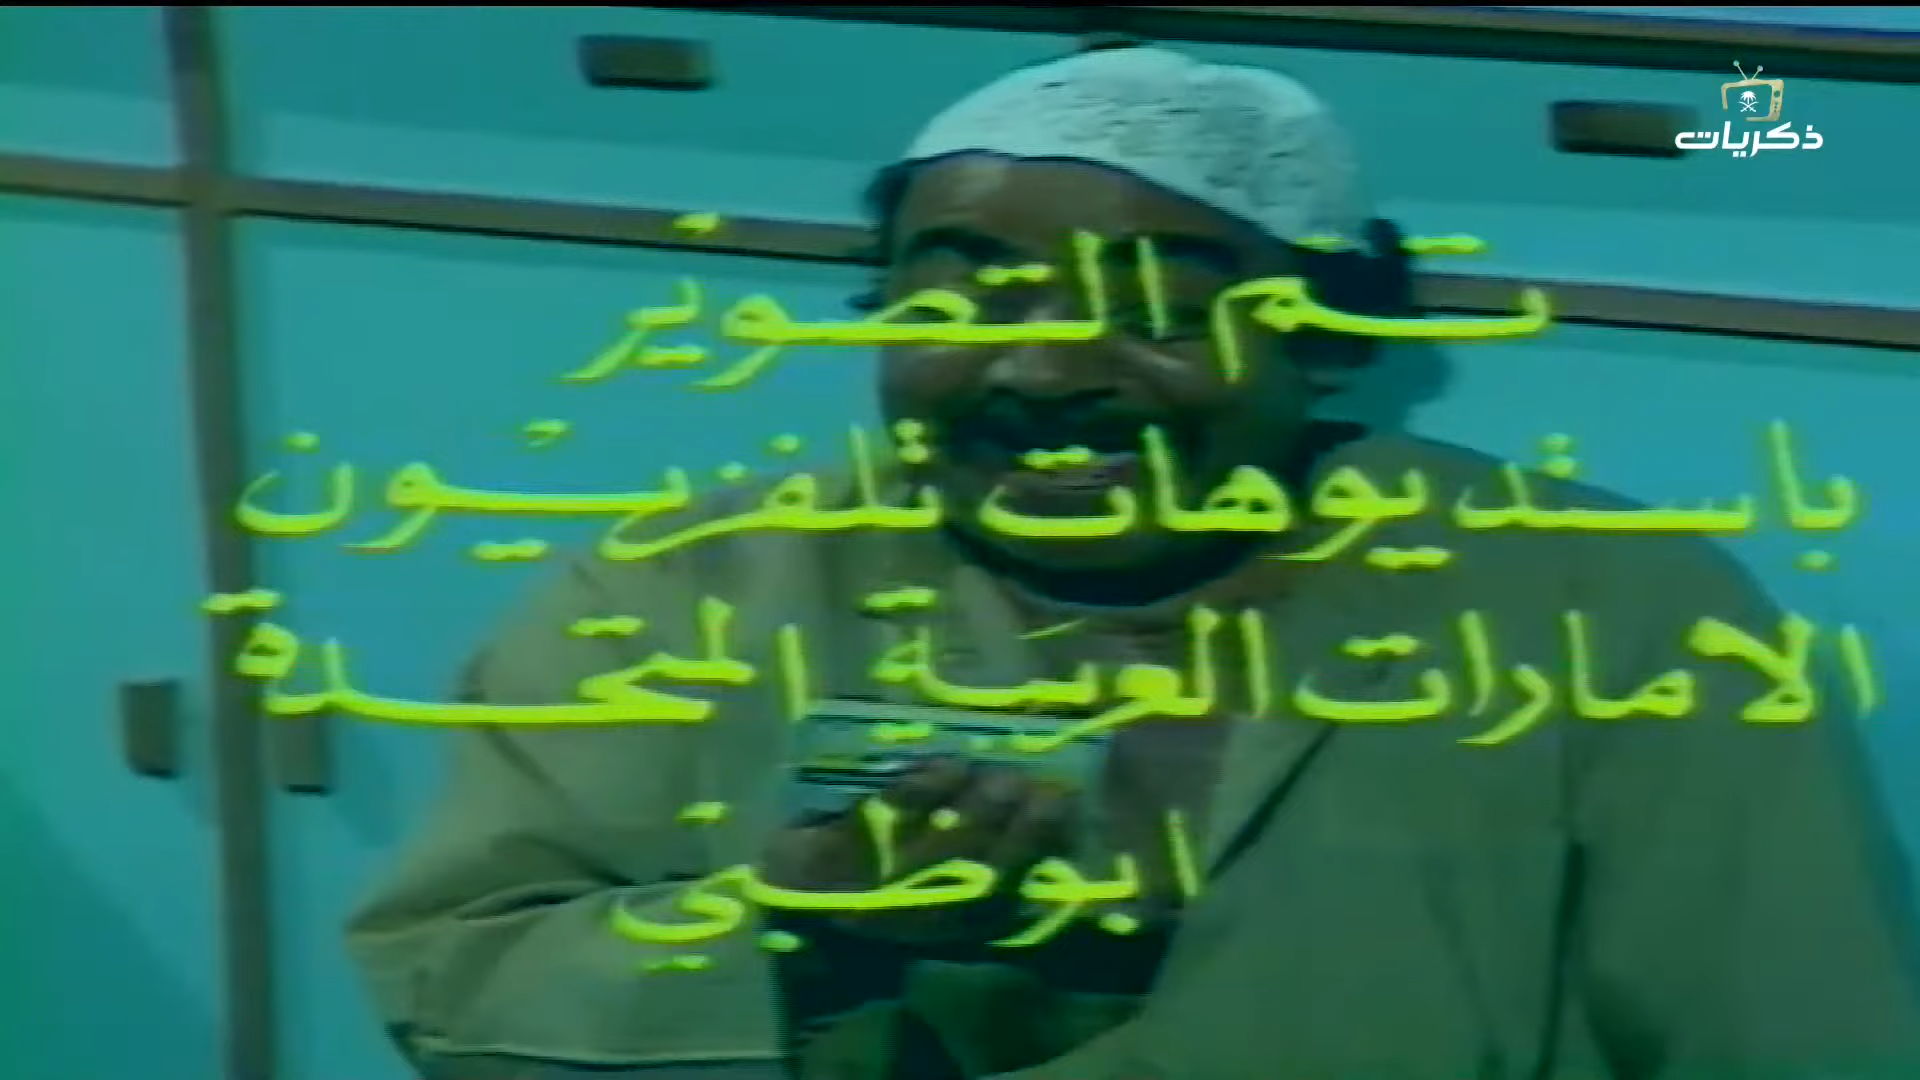 ذكريات
تم التصوير
باستديوهات تلفزيون
الامارات العربية المتحدة
ابوظبي